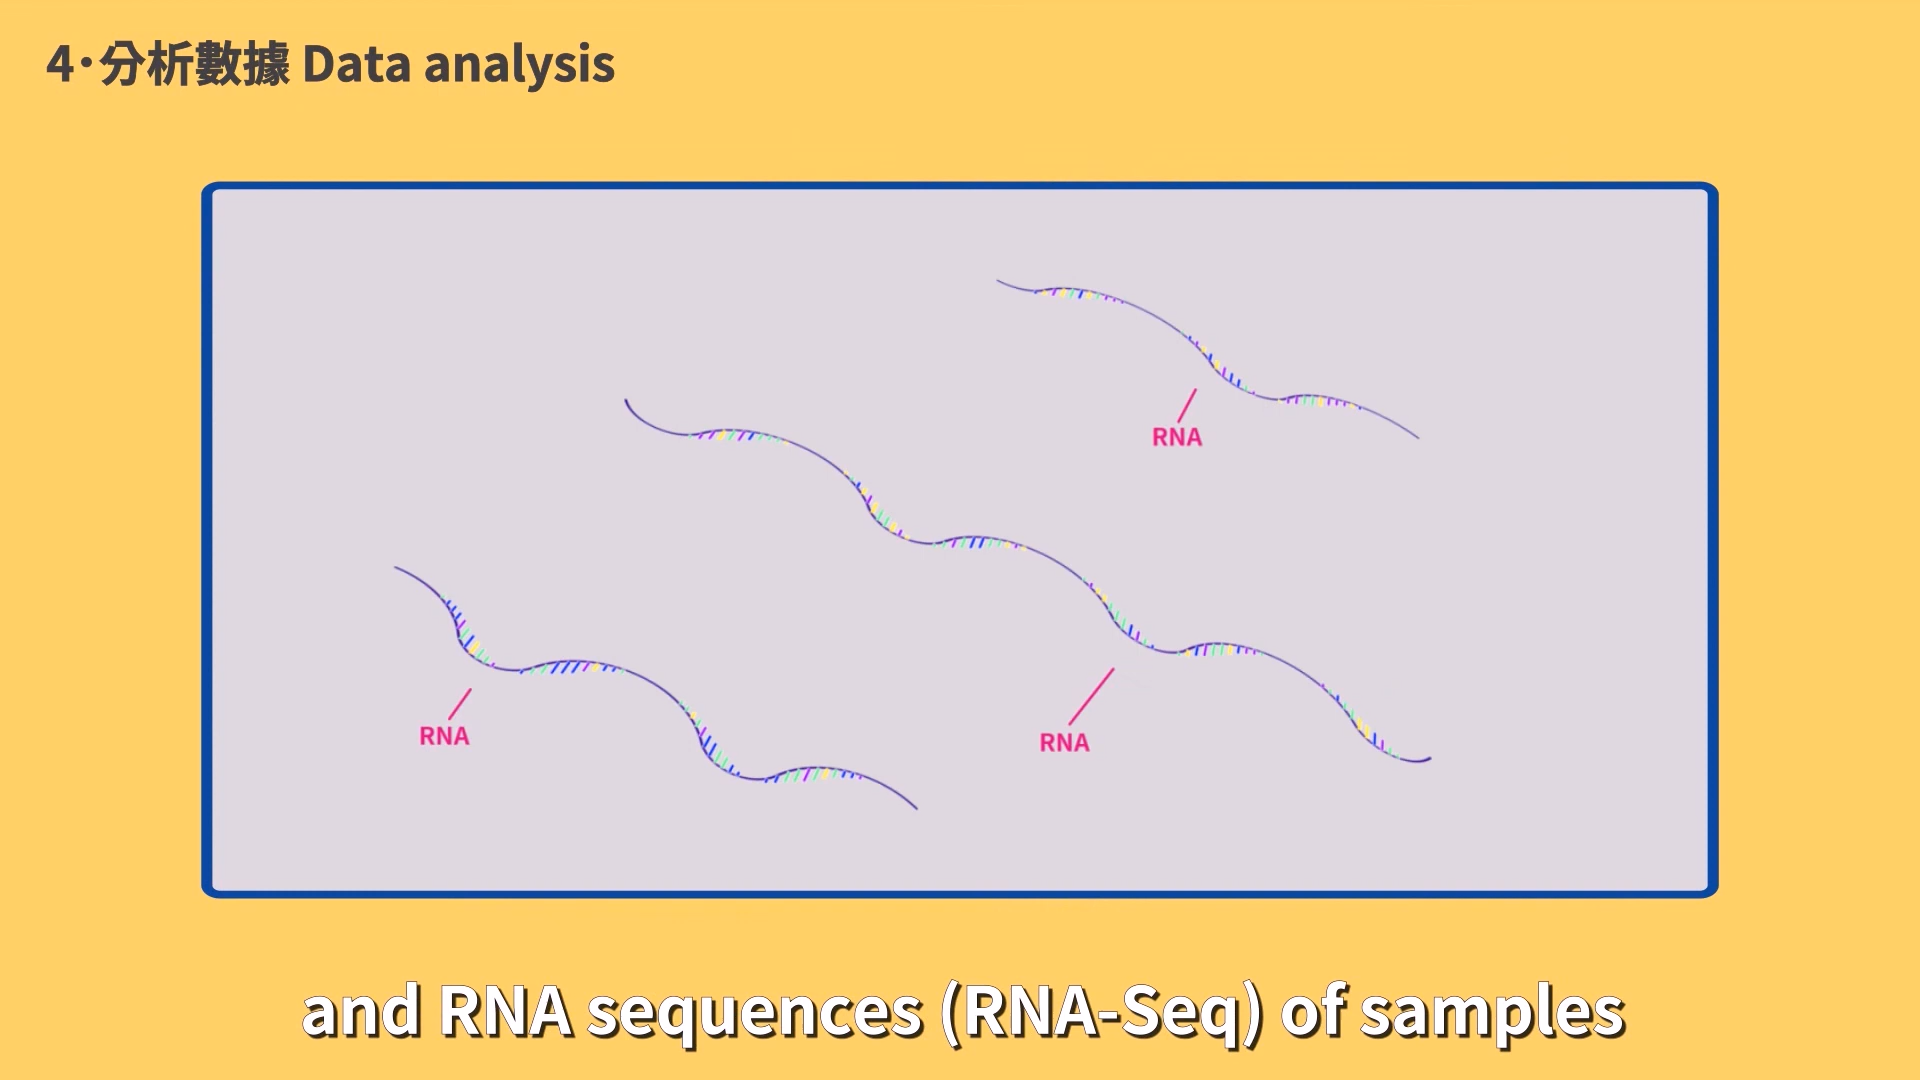 4·分析數據 Data analysis
RNA
RNA
RNA
and RNA sequences (RNA-Seq) of samples